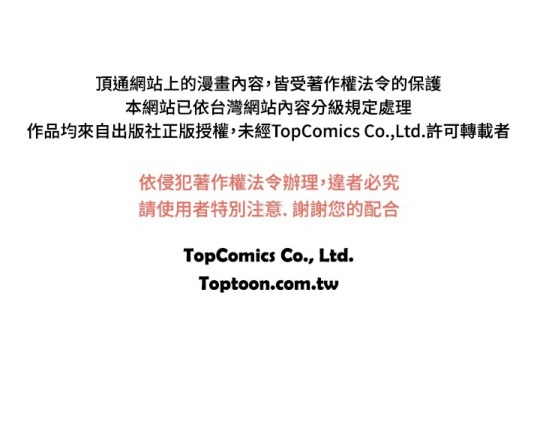 頂通網站上的漫畫內容，皆受著作權法令的保護
本網站已依台灣網站內容分級規定處理
作品均來自出版社正版授權，未經TopComics Co.,Ltd.許可轉載者
依侵犯著作權法令辦理，違者必究
請使用者特別注意. 謝謝您的配合
TopComics Co., Ltd.
Toptoon.com.tw